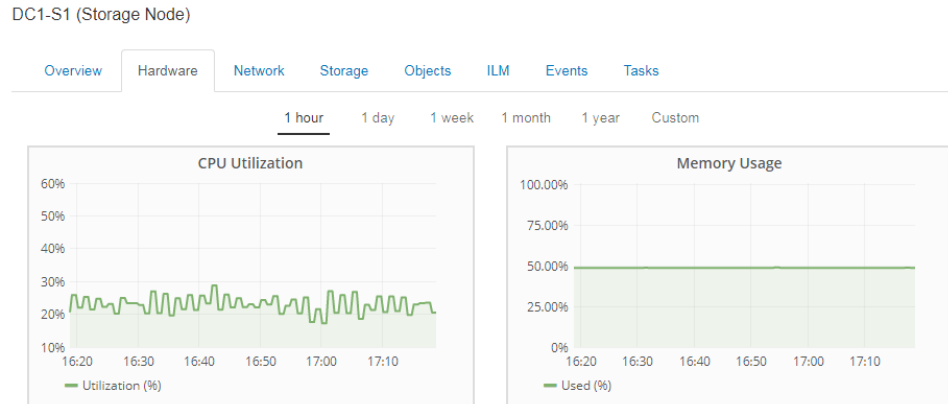 DC1-S1 (Storage Node)
Overview Hardware Network Storage Objects ILM Events Tasks
1 hour 1 day 1 week 1 month 1 year Custom
CPU Utilization
60%
50%
40%
30%
20%
10%
16:20 16:30 16:40 16:50 17:00 17:10
Utilization (%)
Memory Usage
100.00%
75.00%
50.00%
25.00%
0%
16:20 16:30 16:40 16:50 17:00 17:10
Used (%)